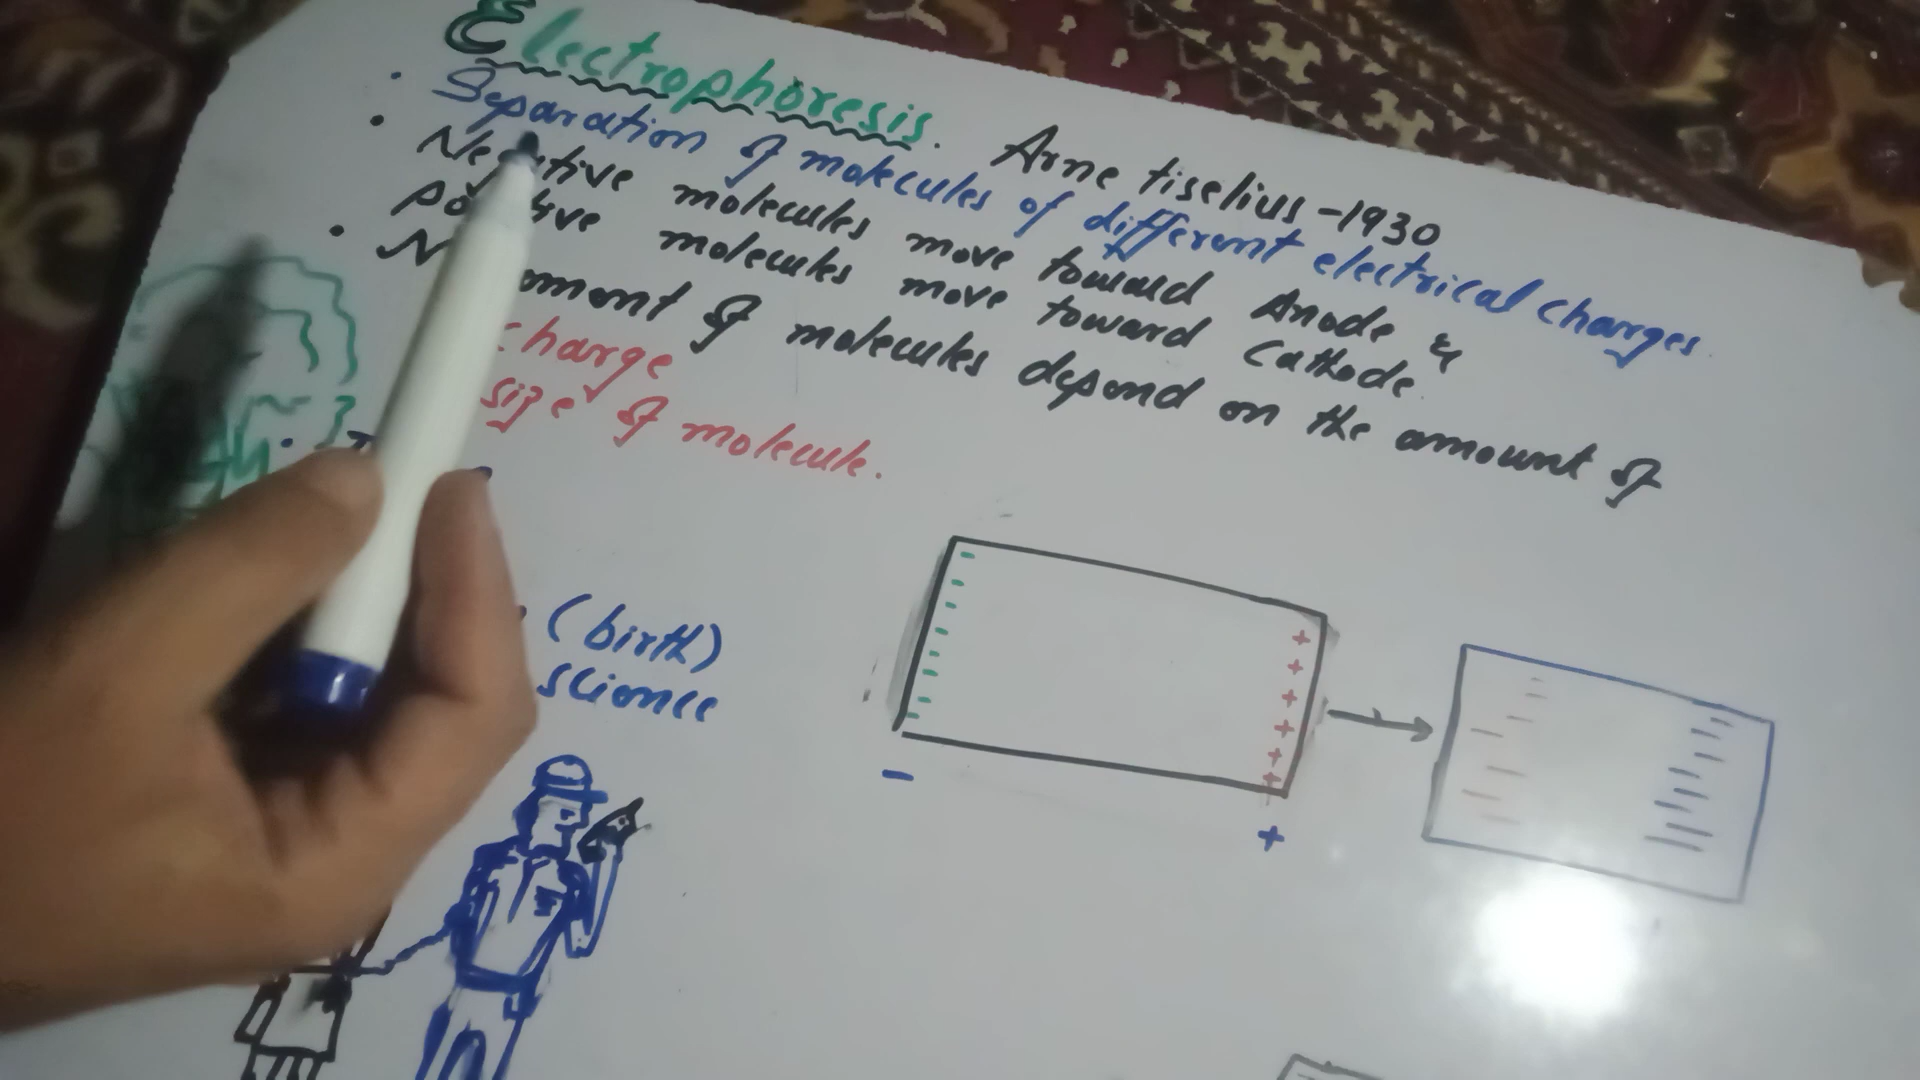 Electrophoresis. Arne tiselius - 1930
• Separation of molecules of different electrical charges.
• molecules move toward Anode &
molecules move toward Cathode.
• of molecules depend on the amount of
charge
size of molecule.
(birth)
science
-
+